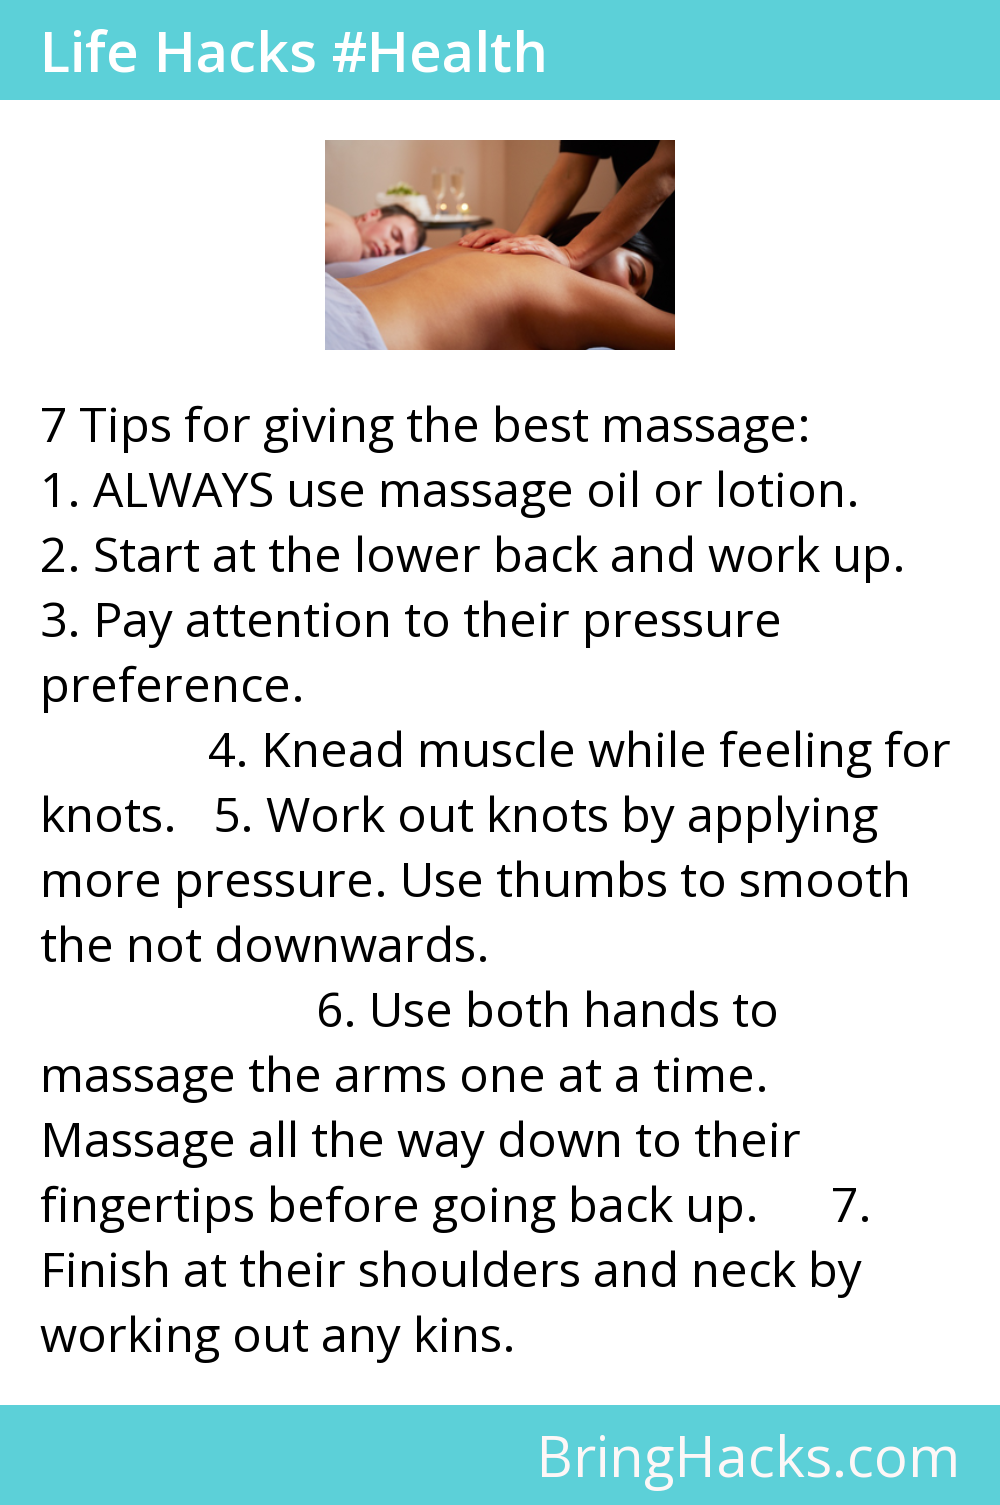 Life Hacks #Health
7 Tips for giving the best massage:
1. ALWAYS use massage oil or lotion.
2. Start at the lower back and work up.
3. Pay attention to their pressure
preference.
4. Knead muscle while feeling for
knots.   5. Work out knots by applying
more pressure. Use thumbs to smooth
the not downwards.
6. Use both hands to
massage the arms one at a time.
Massage all the way down to their
fingertips before going back up.      7.
Finish at their shoulders and neck by
working out any kins.
BringHacks.com